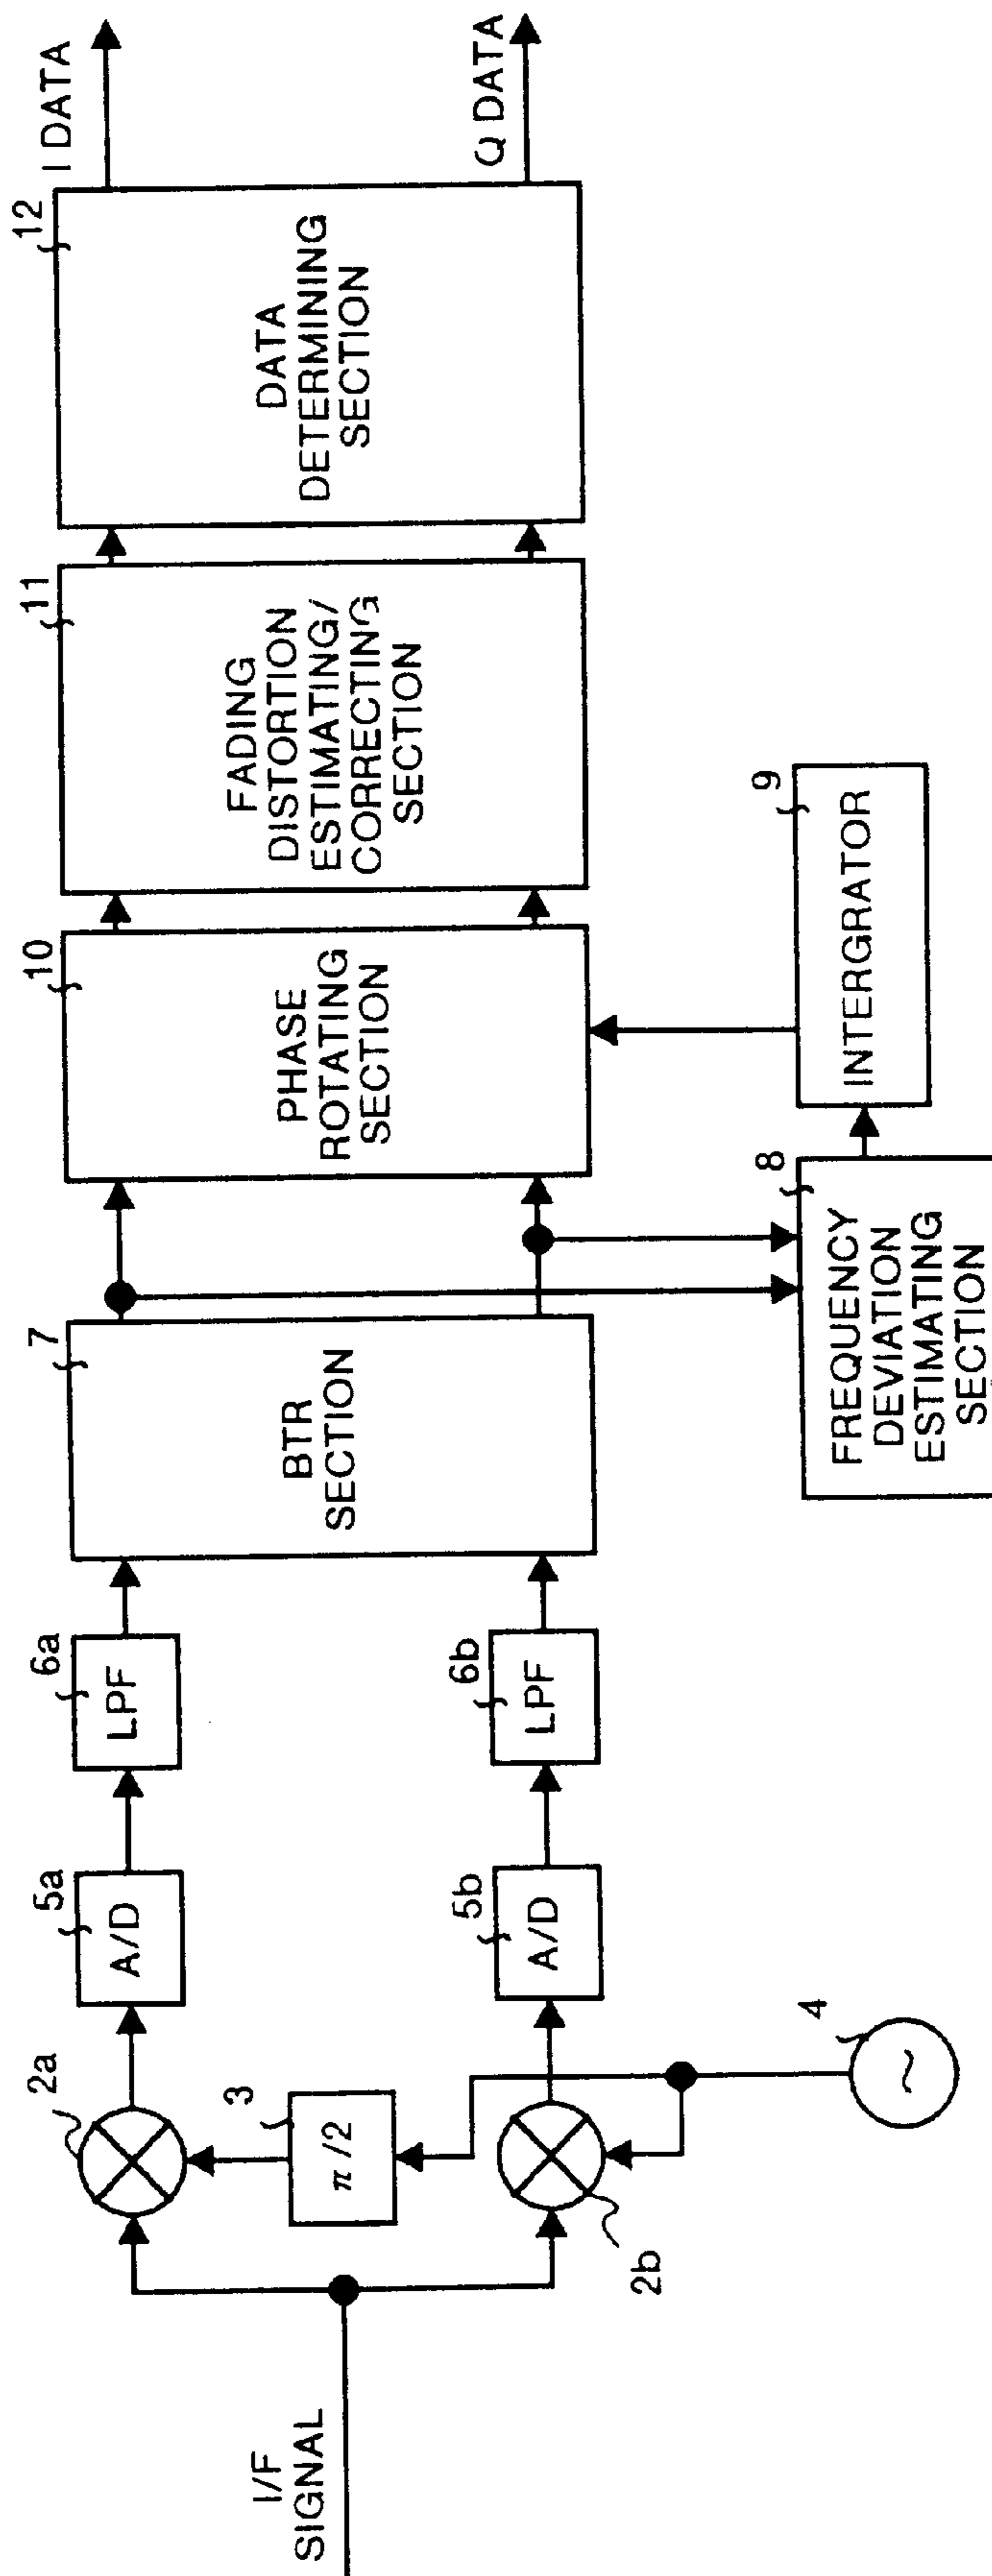 I/F
SIGNAL
2a
2b
3
π/2
4
~
5a
A/D
5b
A/D
6a
LPF
6b
LPF
7
BTR
SECTION
8
FREQUENCY
DEVIATION
ESTIMATING
SECTION
9
INTERGRATOR
10
PHASE
ROTATING
SECTION
11
FADING
DISTORTION
ESTIMATING/
CORRECTING
SECTION
12
DATA
DETERMINING
SECTION
I DATA
Q DATA